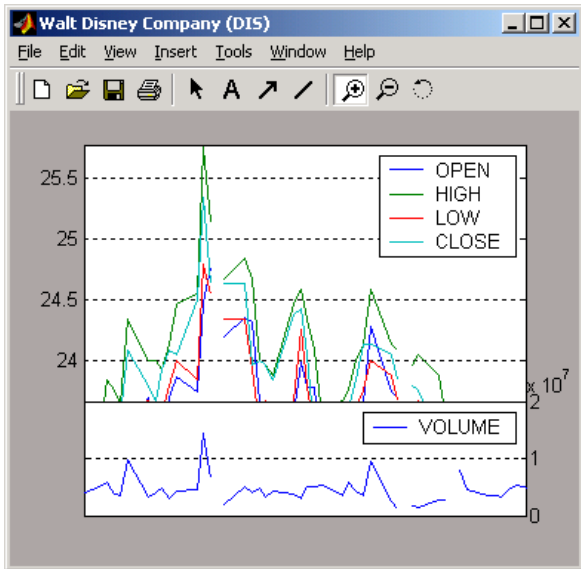 Walt Disney Company (DIS)
File Edit View Insert Tools Window Help
A
25.5
25
24.5
24
OPEN
HIGH
LOW
CLOSE
x 10^7
2
VOLUME
1
0